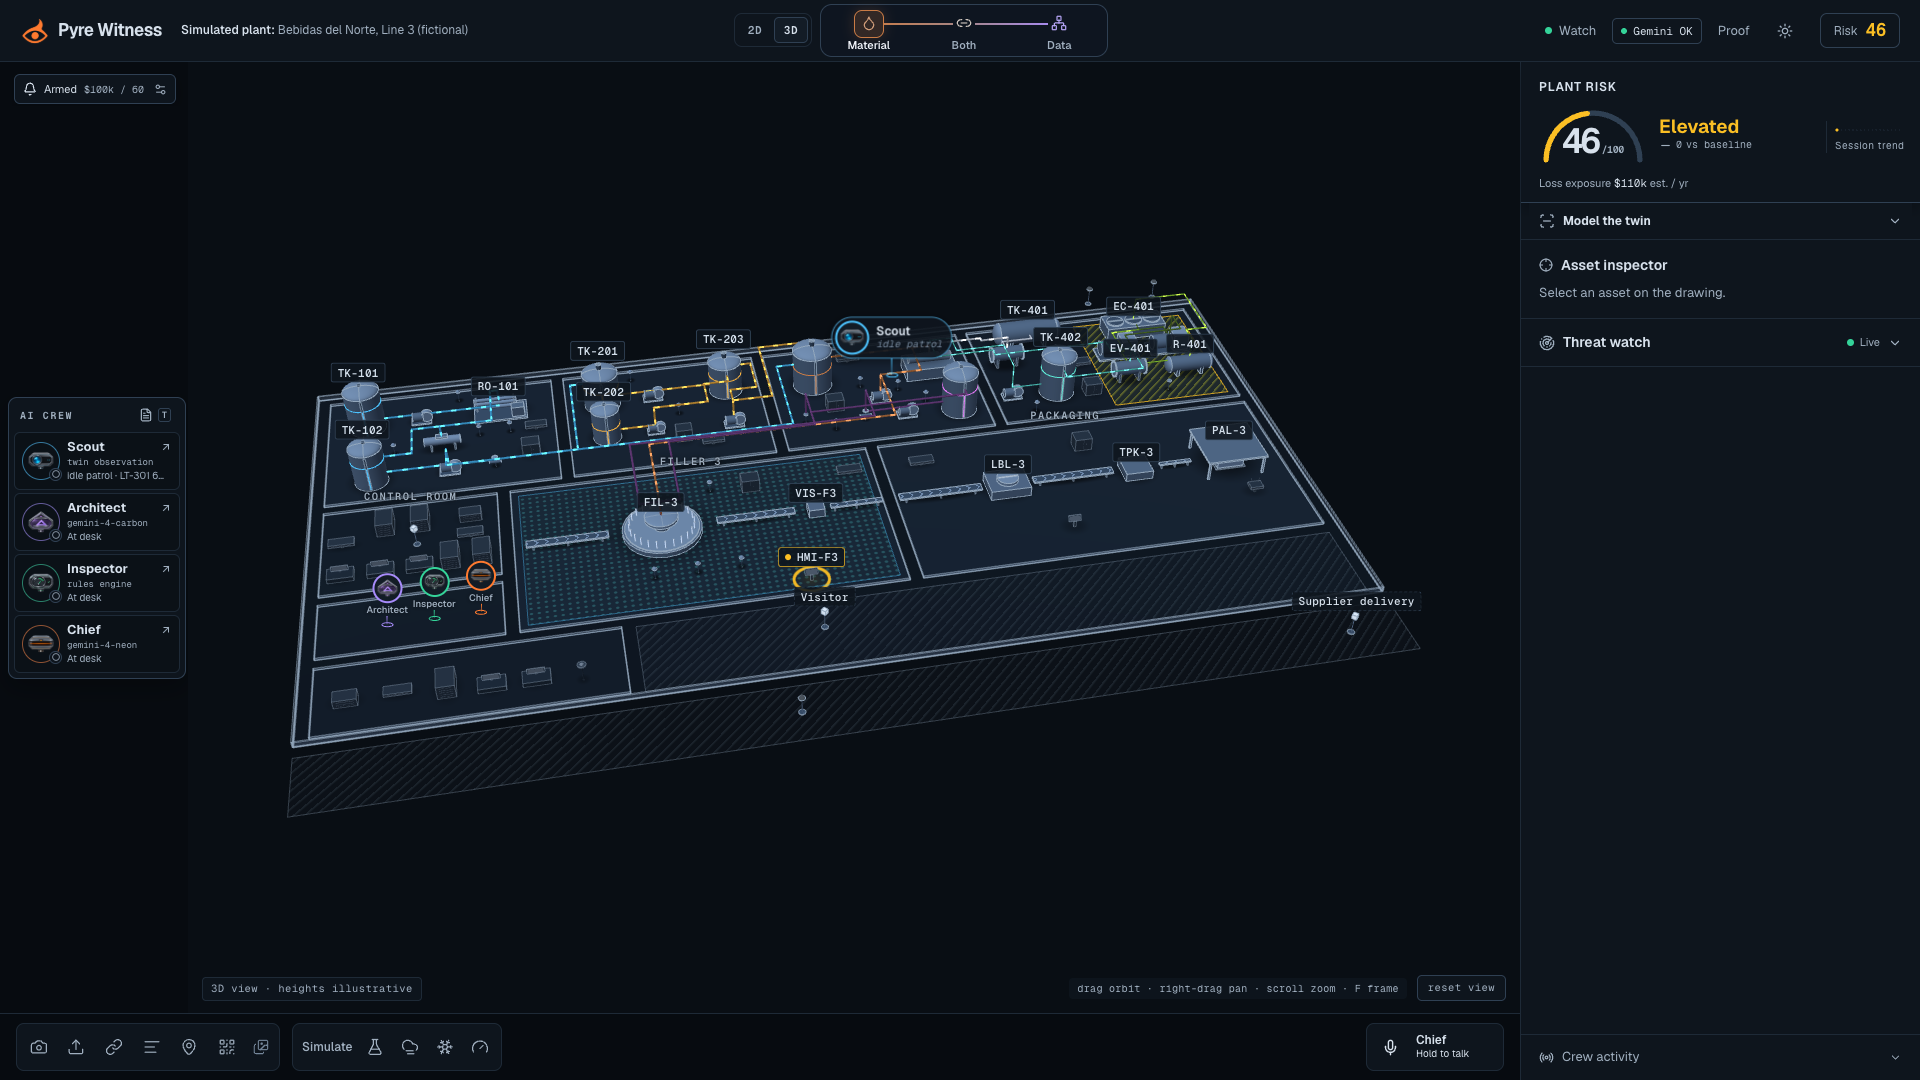 Pyre Witness
Simulated plant: Bebidas del Norte, Line 3 (fictional)
2D
3D
Material
Both
Data
Watch
Gemini OK
Proof
Risk 46
Armed $100k / 60
PLANT RISK
46/100
Elevated
— 0 vs baseline
Session trend
Loss exposure $110k est. / yr
Model the twin
Asset inspector
Select an asset on the drawing.
Threat watch
Live
AI CREW
T
Scout
twin observation
Idle patrol · LT-301 6…
Architect
gemini-4-carbon
At desk
Inspector
rules engine
At desk
Chief
gemini-4-neon
At desk
TK-401
EC-401
Scout
idle patrol
TK-203
TK-402
EV-401
R-401
TK-201
TK-101
RO-101
TK-202
TK-102
PACKAGING
PAL-3
TPK-3
FILLER 3
LBL-3
CONTROL ROOM
VIS-F3
FIL-3
HMI-F3
Visitor
Architect
Inspector
Chief
Supplier delivery
3D view · heights illustrative
drag orbit · right-drag pan · scroll zoom · F frame
reset view
Simulate
Chief
Hold to talk
Crew activity